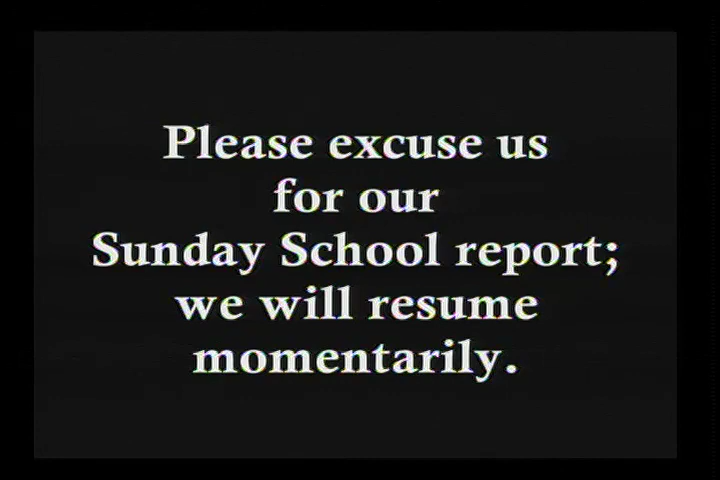 Please excuse us
for our
Sunday School report;
we will resume
momentarily.